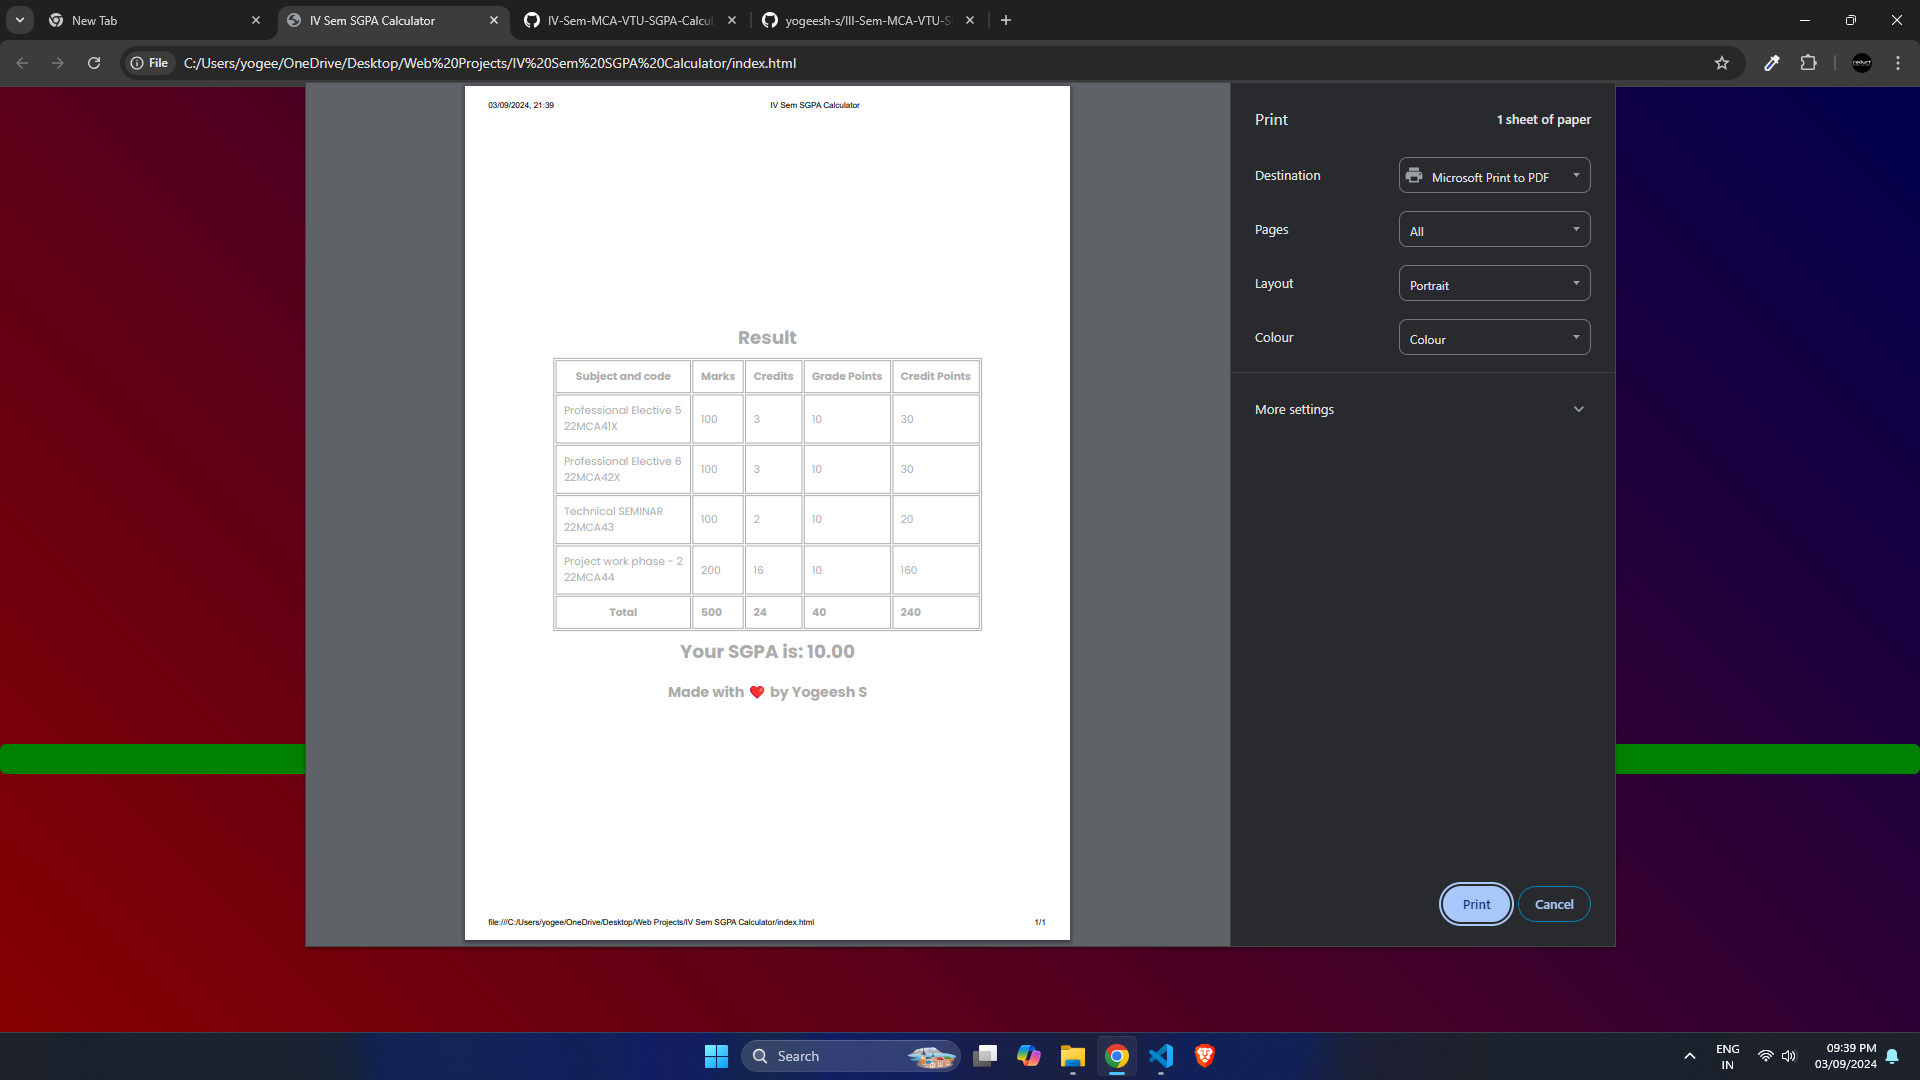 New Tab
IV Sem SGPA Calculator
IV-Sem-MCA-VTU-SGPA-Calcul
yogeesh-s/III-Sem-MCA-VTU-S
File
C:/Users/yogee/OneDrive/Desktop/Web%20Projects/IV%20Sem%20SGPA%20Calculator/index.html
03/09/2024, 21:39
IV Sem SGPA Calculator
Result
Subject and code Marks Credits Grade Points Credit Points
Professional Elective 5
22MCA41X
100 3 10 30
Professional Elective 6
22MCA42X
100 3 10 30
Technical SEMINAR
22MCA43
100 2 10 20
Project work phase - 2
22MCA44
200 16 10 160
Total 500 24 40 240
Your SGPA is: 10.00
Made with ❤️ by Yogeesh S
file:///C:/Users/yogee/OneDrive/Desktop/Web Projects/IV Sem SGPA Calculator/index.html
1/1
Print
1 sheet of paper
Destination
Microsoft Print to PDF
Pages
All
Layout
Portrait
Colour
Colour
More settings
Print
Cancel
Search
ENG
IN
09:39 PM
03/09/2024